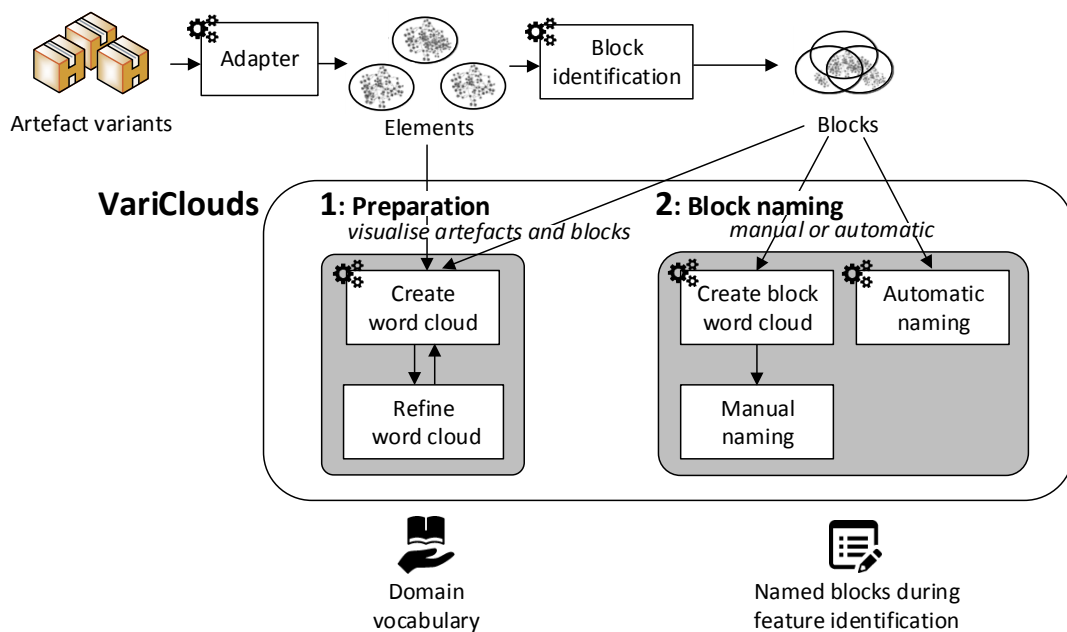 Adapter
Block
identification
Artefact variants
Elements
Blocks
VariClouds
1: Preparation
visualise artefacts and blocks
2: Block naming
manual or automatic
Create
word cloud
Refine
word cloud
Create block
word cloud
Automatic
naming
Manual
naming
Domain
vocabulary
Named blocks during
feature identification